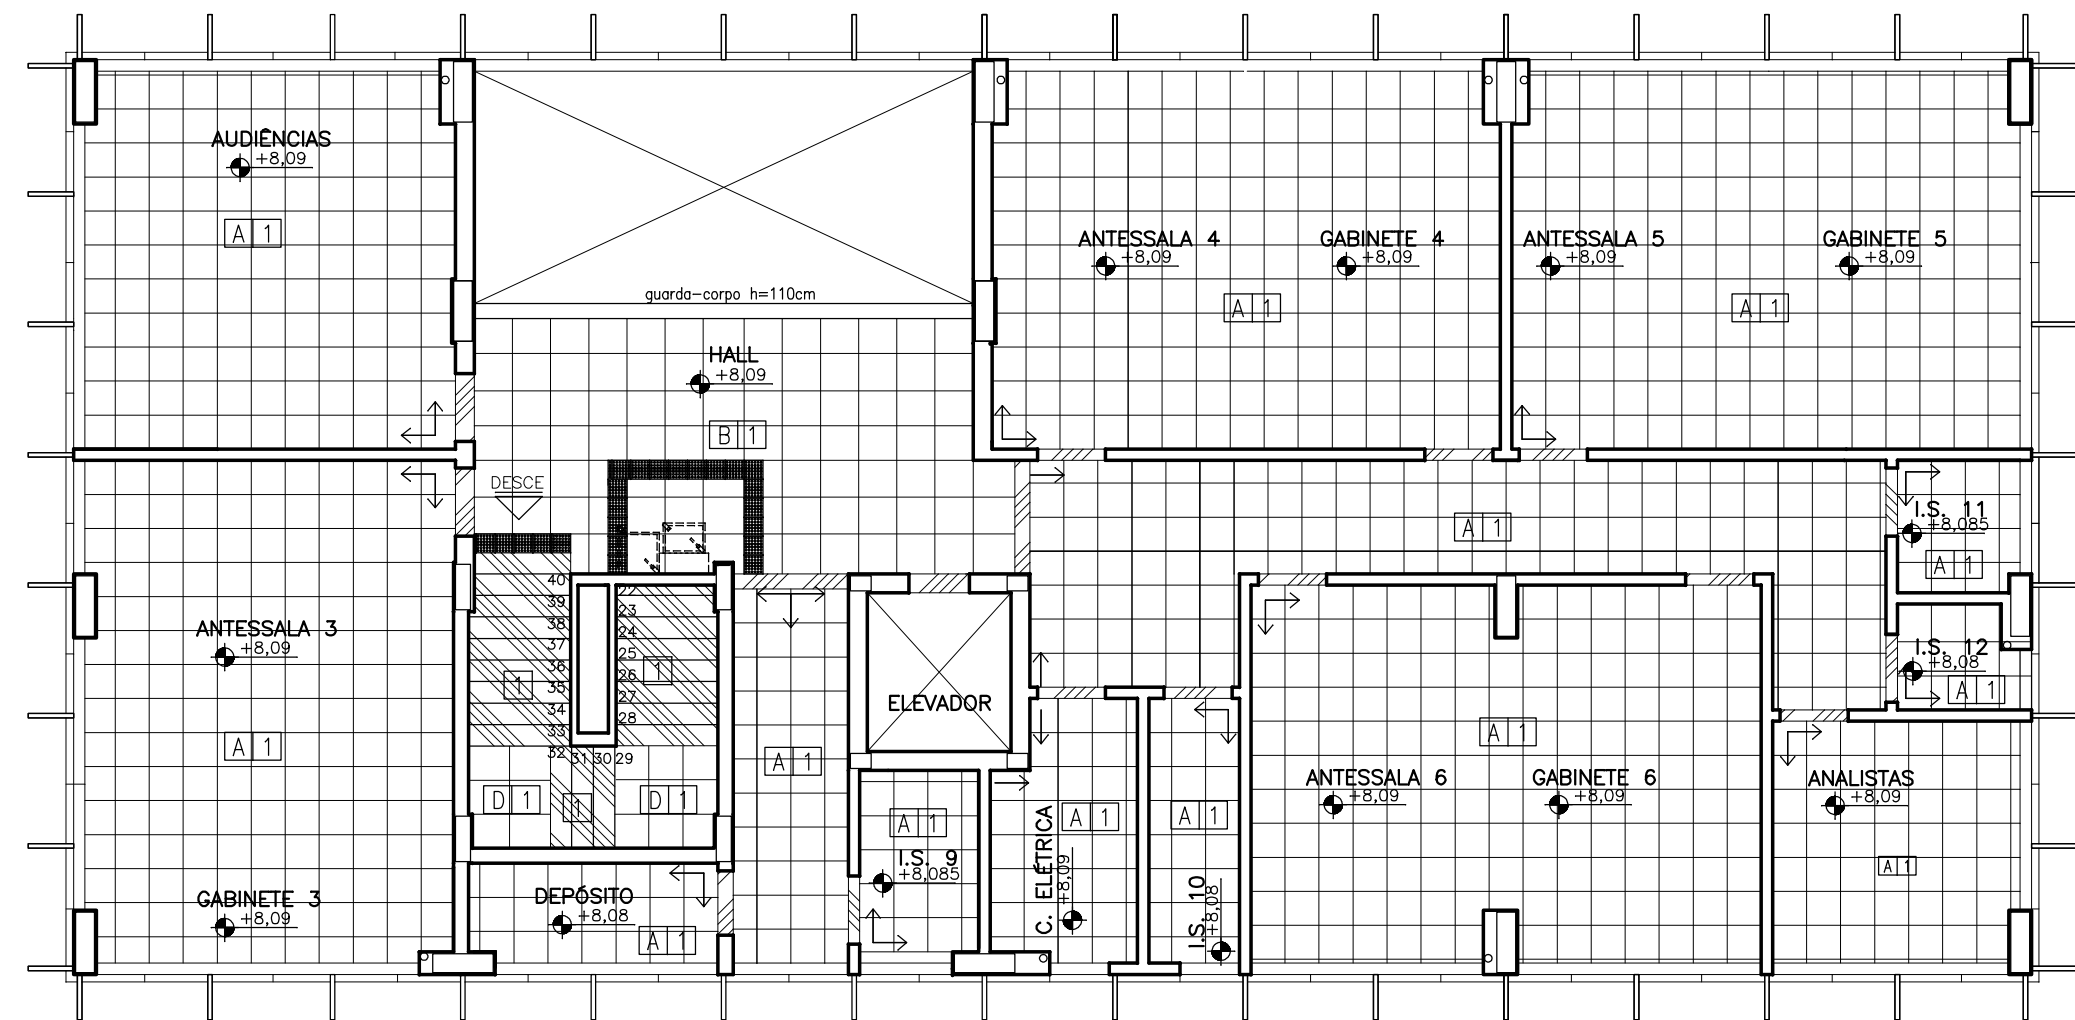 AUDIÊNCIAS
+8,09
A 1
guarda-corpo h=110cm
ANTESSALA 4
+8,09
GABINETE 4
+8,09
A 1
ANTESSALA 5
+8,09
GABINETE 5
+8,09
A 1
HALL
+8,09
B 1
DESCE
A 1
I.S. 11
+8,085
A 1
I.S. 12
+8,08
A 1
40
39
38
37
36
35
34
33
32
31
30
29
22
23
24
25
26
27
28
1
1
1
D 1
D 1
ANTESSALA 3
+8,09
A 1
GABINETE 3
+8,09
DEPÓSITO
+8,08
A 1
A 1
ELEVADOR
A 1
I.S. 9
+8,085
C. ELÉTRICA
+8,09
A 1
I.S. 10
+8,08
A 1
A 1
ANTESSALA 6
+8,09
GABINETE 6
+8,09
ANALISTAS
+8,09
A 1